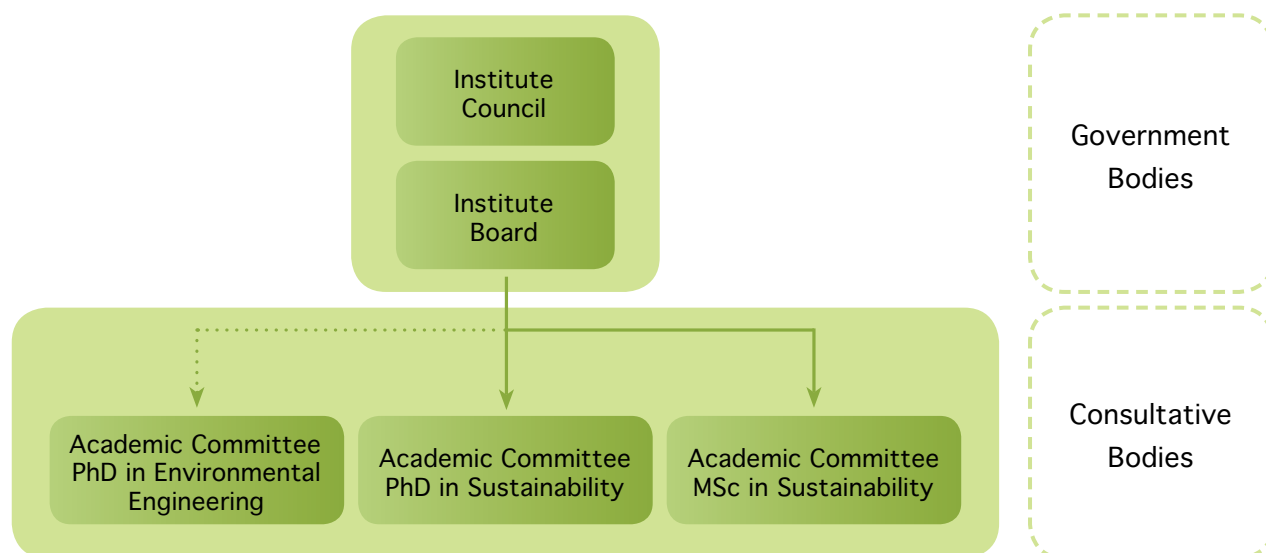 Institute
Council
Government
Bodies
Institute
Board
Academic Committee
PhD in Environmental
Engineering
Academic Committee
PhD in Sustainability
Academic Committee
MSc in Sustainability
Consultative
Bodies